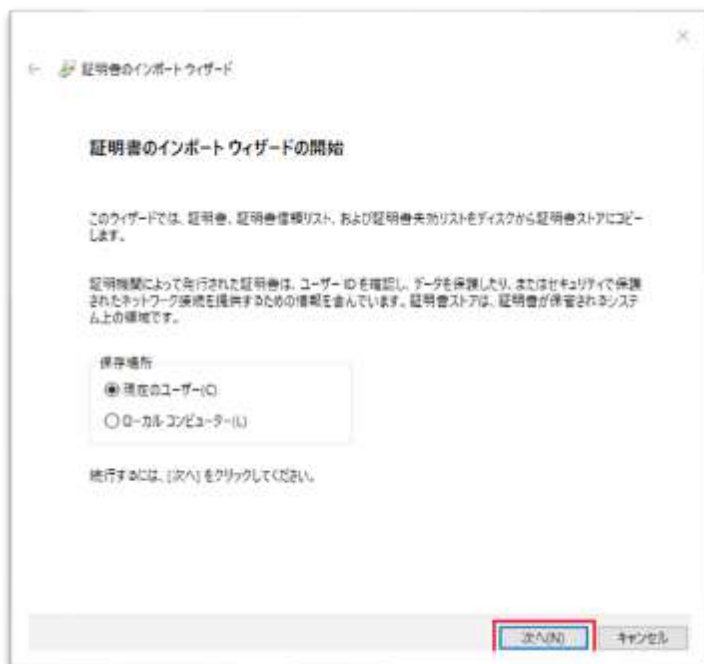 証明書のインポート ウィザード
証明書のインポート ウィザードの開始
このウィザードでは、証明書、証明書信頼リスト、および証明書失効リストをディスクから証明書ストアにコピー
します。
証明機関によって発行された証明書は、ユーザー ID を確認し、データを保護したり、またはセキュリティで保護
されたネットワーク接続を提供するための情報を含んでいます。証明書ストアは、証明書が保管されるシステ
ム上の領域です。
保存場所
現在のユーザー(C)
ローカル コンピューター(L)
続行するには、[次へ] をクリックしてください。
次へ(N)
キャンセル